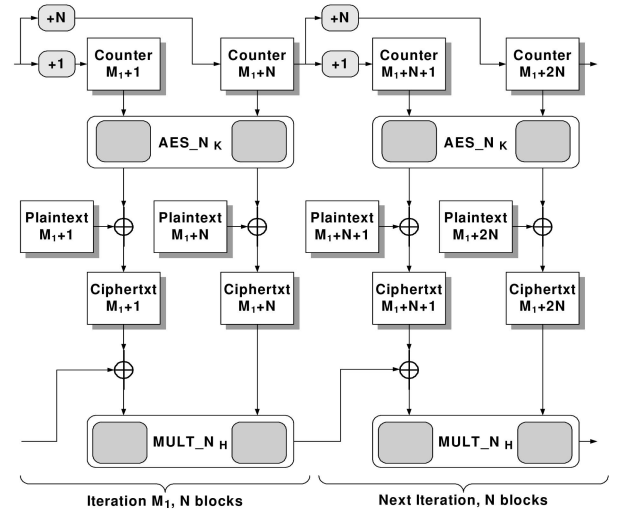 +N
+N
+1
Counter
M₁+1
Counter
M₁+N
+1
Counter
M₁+N+1
Counter
M₁+2N
AES_N K
AES_N K
Plaintext
M₁+1
Plaintext
M₁+N
Plaintext
M₁+N+1
Plaintext
M₁+2N
Ciphertxt
M₁+1
Ciphertxt
M₁+N
Ciphertxt
M₁+N+1
Ciphertxt
M₁+2N
MULT_N H
MULT_N H
Iteration M₁, N blocks
Next Iteration, N blocks